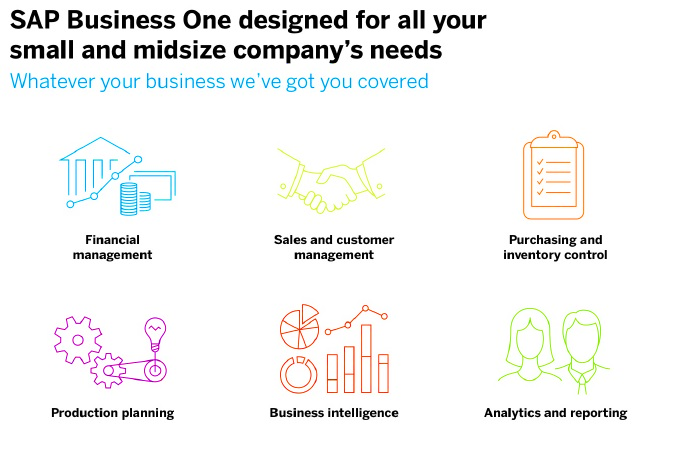 SAP Business One designed for all your
small and midsize company's needs
Whatever your business we've got you covered
Financial
management
Sales and customer
management
Purchasing and
inventory control
Production planning
Business intelligence
Analytics and reporting